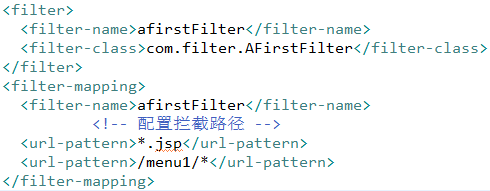 <filter>
<filter-name>afirstFilter</filter-name>
<filter-class>com.filter.AFirstFilter</filter-class>
</filter>
<filter-mapping>
<filter-name>afirstFilter</filter-name>
<!-- 配置拦截路径 -->
<url-pattern>*.jsp</url-pattern>
<url-pattern>/menu1/*</url-pattern>
</filter-mapping>